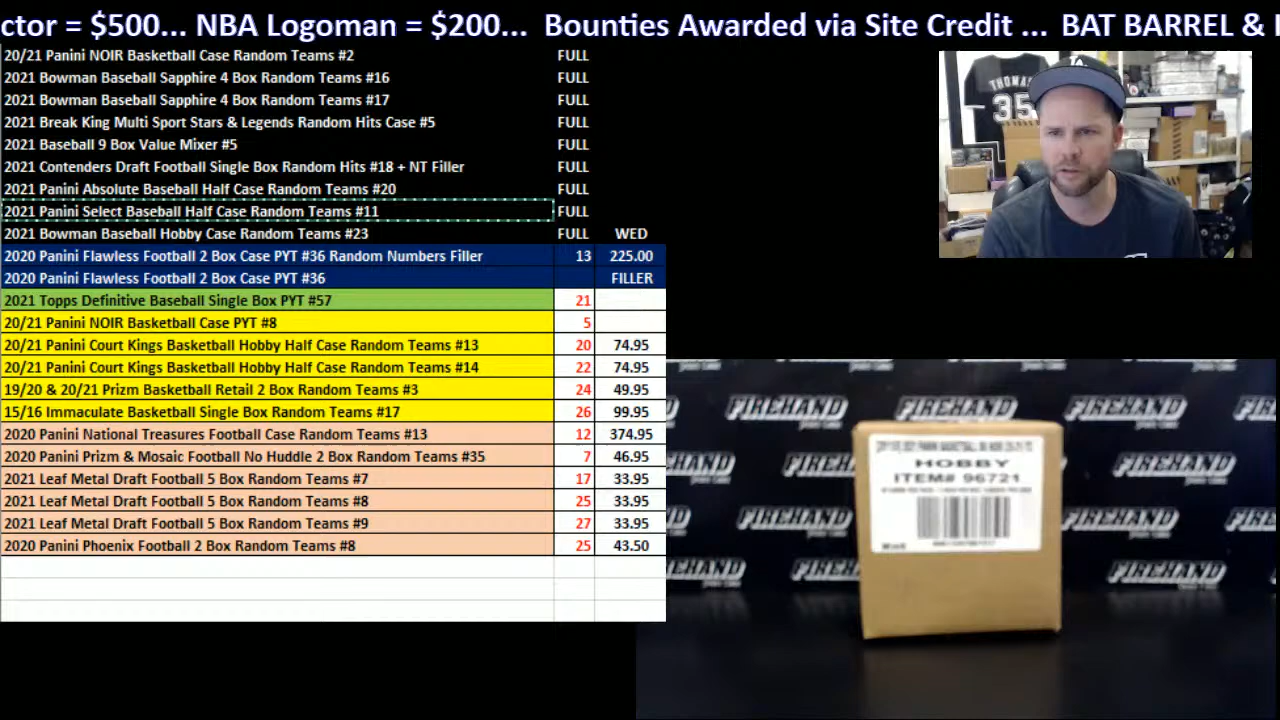 ctor = $500... NBA Logoman = $200... Bounties Awarded via Site Credit ... BAT BARREL &
20/21 Panini NOIR Basketball Case Random Teams #2 FULL
2021 Bowman Baseball Sapphire 4 Box Random Teams #16 FULL
2021 Bowman Baseball Sapphire 4 Box Random Teams #17 FULL
2021 Break King Multi Sport Stars & Legends Random Hits Case #5 FULL
2021 Baseball 9 Box Value Mixer #5 FULL
2021 Contenders Draft Football Single Box Random Hits #18 + NT Filler FULL
2021 Panini Absolute Baseball Half Case Random Teams #20 FULL
2021 Panini Select Baseball Half Case Random Teams #11 FULL
2021 Bowman Baseball Hobby Case Random Teams #23 FULL WED
2020 Panini Flawless Football 2 Box Case PYT #36 Random Numbers Filler 13 225.00
2020 Panini Flawless Football 2 Box Case PYT #36 FILLER
2021 Topps Definitive Baseball Single Box PYT #57 21
20/21 Panini NOIR Basketball Case PYT #8 5
20/21 Panini Court Kings Basketball Hobby Half Case Random Teams #13 20 74.95
20/21 Panini Court Kings Basketball Hobby Half Case Random Teams #14 22 74.95
19/20 & 20/21 Prizm Basketball Retail 2 Box Random Teams #3 24 49.95
15/16 Immaculate Basketball Single Box Random Teams #17 26 99.95
2020 Panini National Treasures Football Case Random Teams #13 12 374.95
2020 Panini Prizm & Mosaic Football No Huddle 2 Box Random Teams #35 7 46.95
2021 Leaf Metal Draft Football 5 Box Random Teams #7 17 33.95
2021 Leaf Metal Draft Football 5 Box Random Teams #8 25 33.95
2021 Leaf Metal Draft Football 5 Box Random Teams #9 27 33.95
2020 Panini Phoenix Football 2 Box Random Teams #8 25 43.50
THOMAS
35
FIREHAND
HOBBY
ITEM# 96721